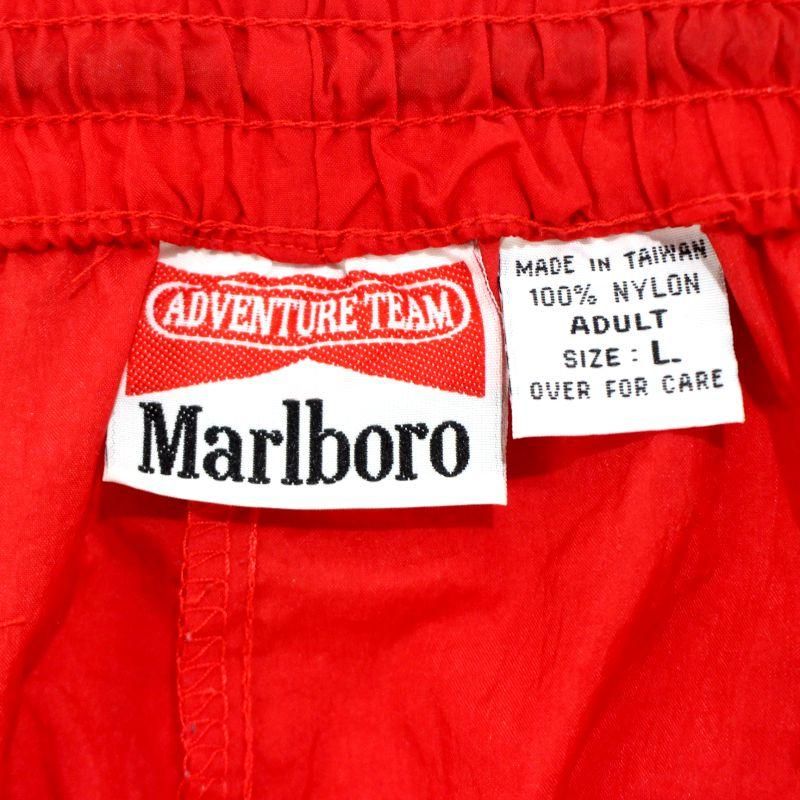 ADVENTURE TEAM
Marlboro
MADE IN TAIWAN
100% NYLON
ADULT
SIZE : L.
OVER FOR CARE